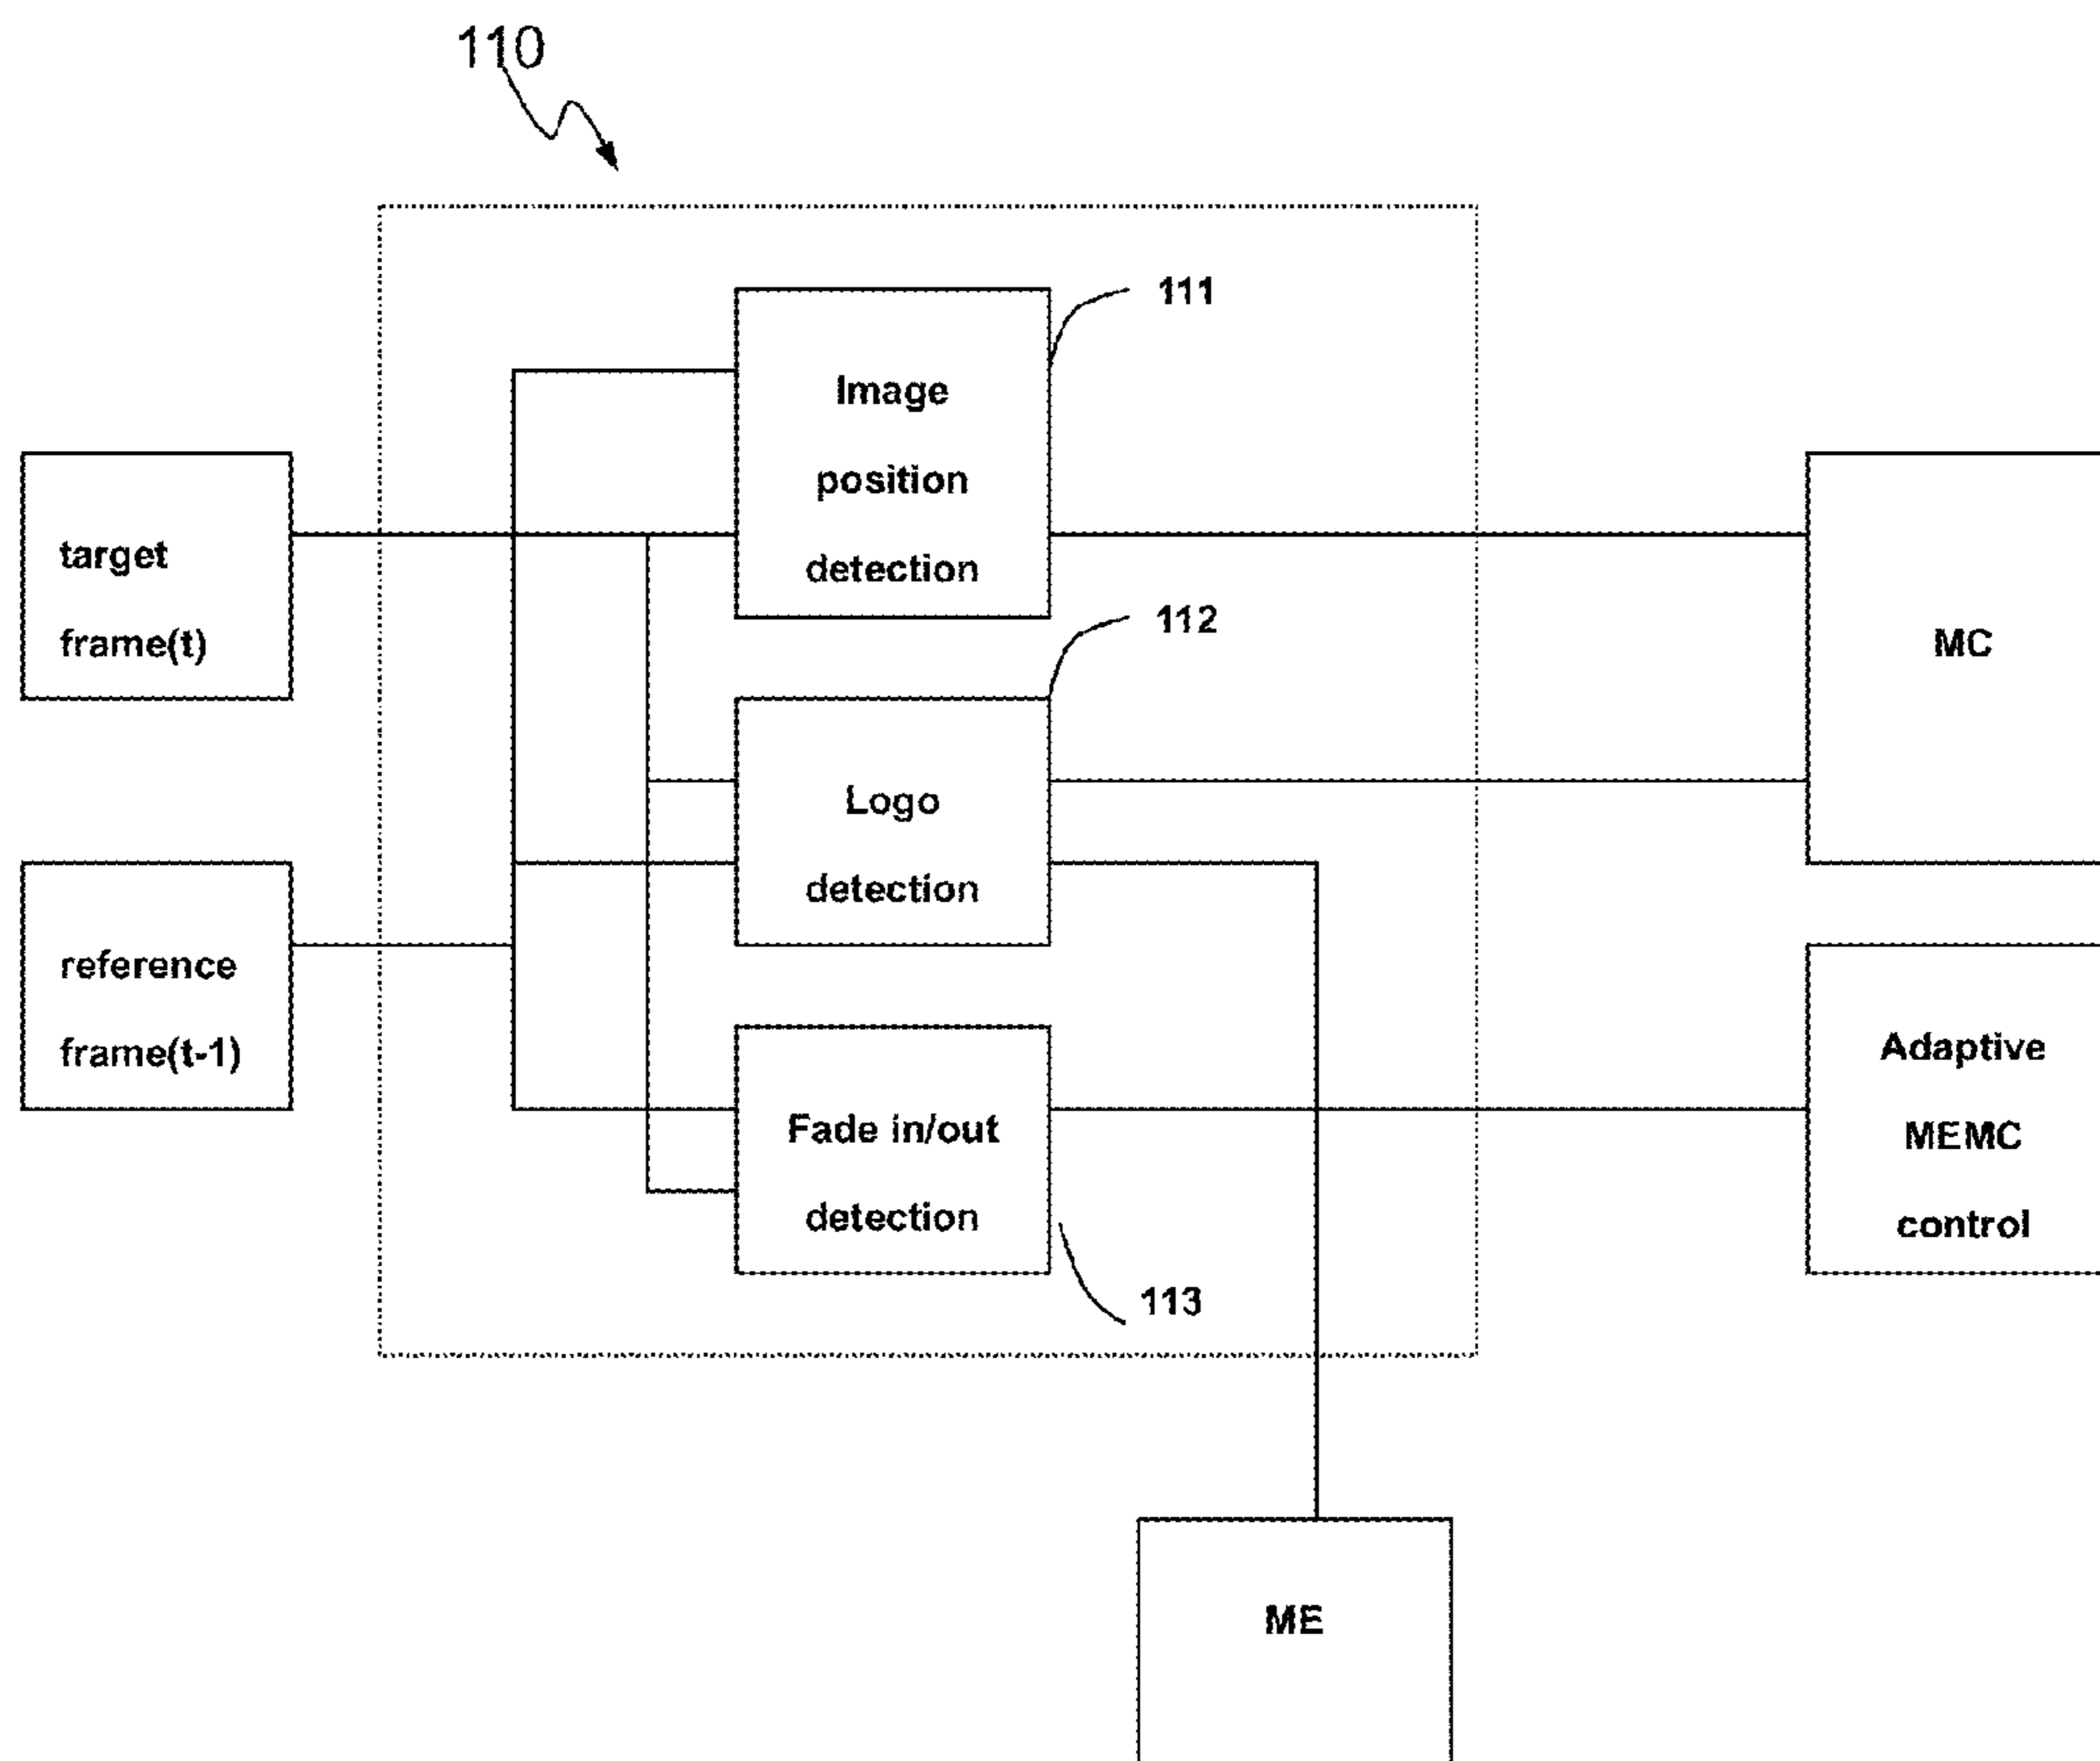 110
111
Image
position
detection
target
frame(t)
112
MC
Logo
detection
reference
frame(t-1)
Adaptive
MEMC
control
Fade in/out
detection
113
ME